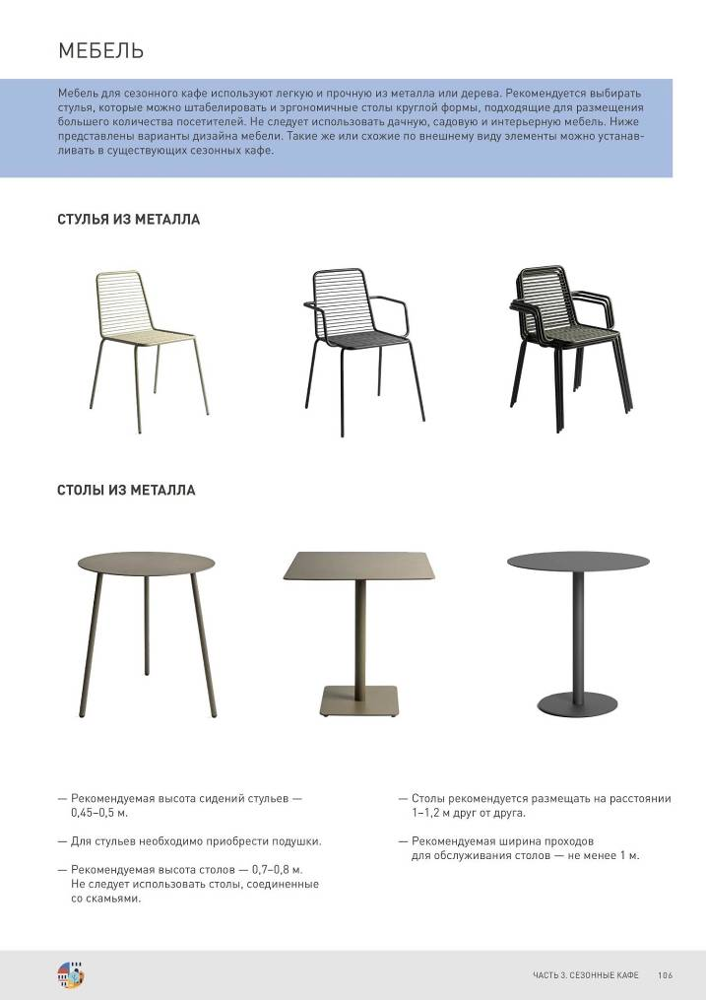 МЕБЕЛЬ
Мебель для сезонного кафе используют легкую и прочную из металла или дерева. Рекомендуется выбирать
стулья, которые можно штабелировать и эргономичные столы круглой формы, подходящие для размещения
большего количества посетителей. Не следует использовать дачную, садовую и интерьерную мебель. Ниже
представлены варианты дизайна мебели. Такие же или схожие по внешнему виду элементы можно устанав-
ливать в существующих сезонных кафе.
СТУЛЬЯ ИЗ МЕТАЛЛА
СТОЛЫ ИЗ МЕТАЛЛА
— Рекомендуемая высота сидений стульев —
0,45–0,5 м.
— Для стульев необходимо приобрести подушки.
— Рекомендуемая высота столов — 0,7–0,8 м.
Не следует использовать столы, соединенные
со скамьями.
— Столы рекомендуется размещать на расстоянии
1–1,2 м друг от друга.
— Рекомендуемая ширина проходов
для обслуживания столов — не менее 1 м.
ЧАСТЬ 3. СЕЗОННЫЕ КАФЕ 106